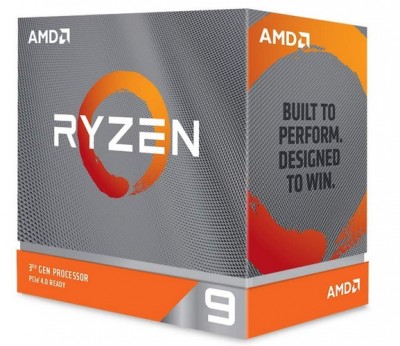 AMD
RYZEN
3RD GEN PROCESSOR
PCIe® 4.0 READY
9
AMD
BUILT TO
PERFORM.
DESIGNED
TO WIN.
AMD